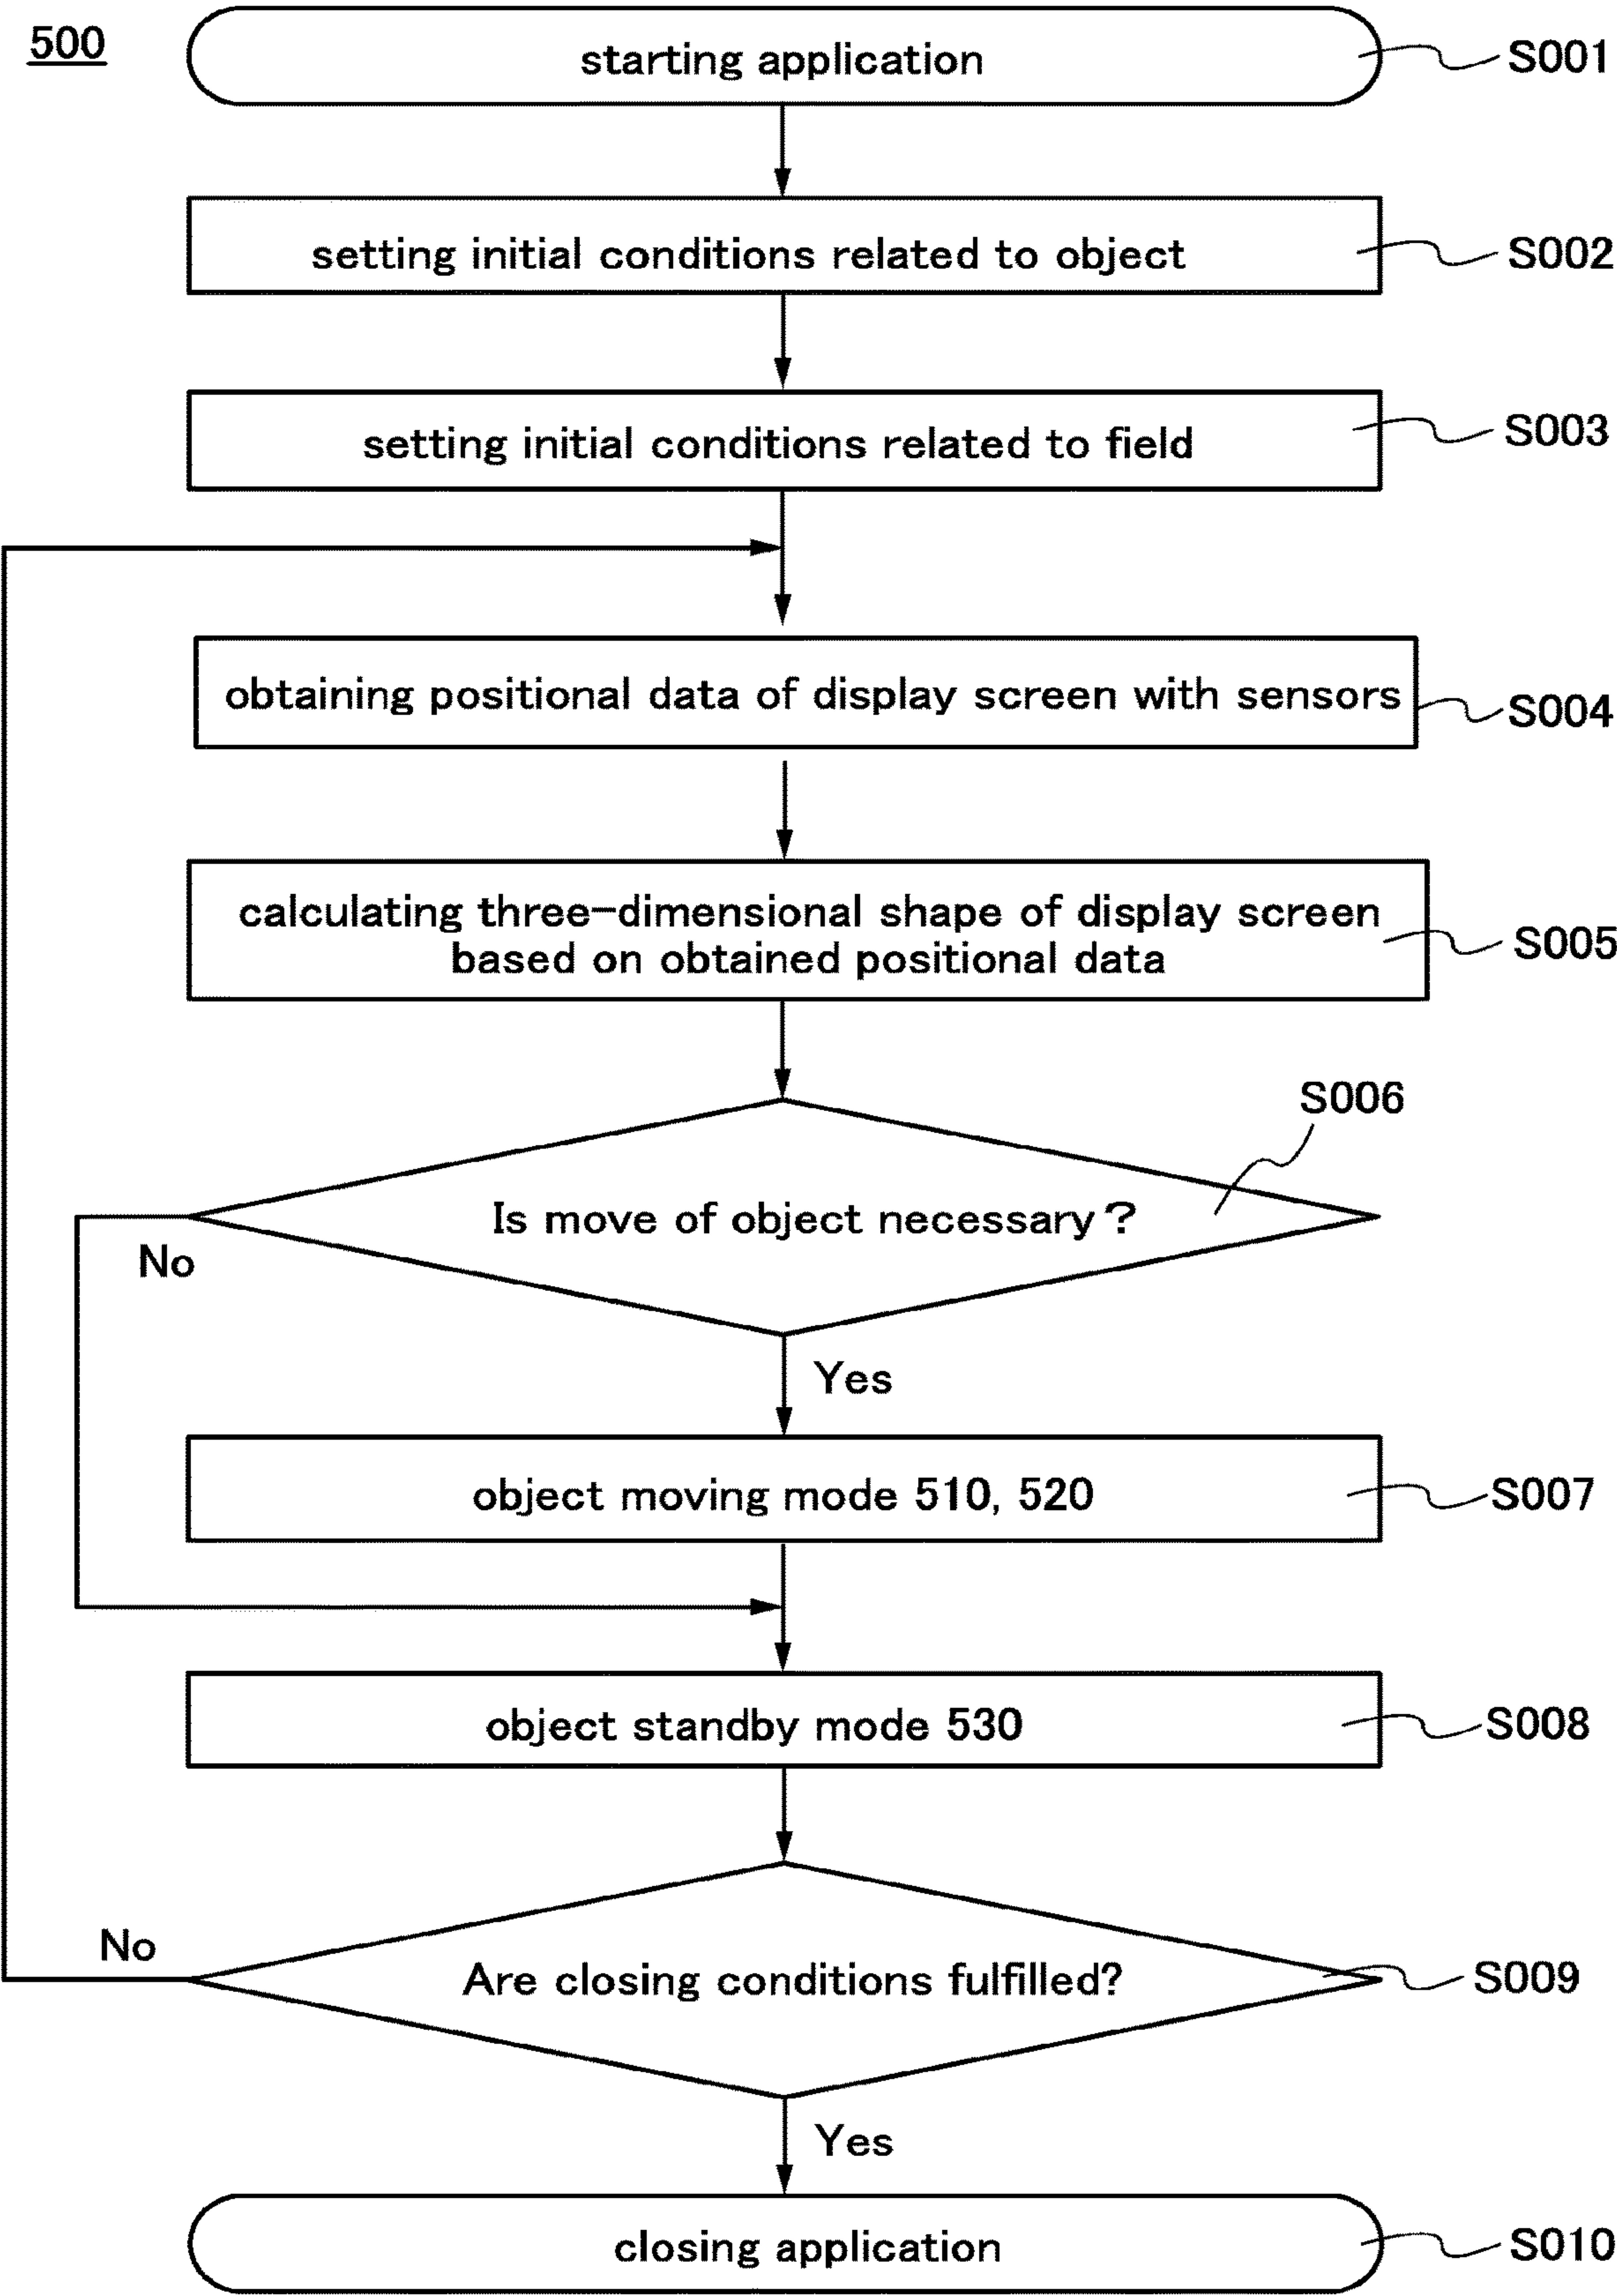 500
starting application
S001
setting initial conditions related to object
S002
setting initial conditions related to field
S003
obtaining positional data of display screen with sensors
S004
calculating three-dimensional shape of display screen
based on obtained positional data
S005
S006
Is move of object necessary?
No
Yes
object moving mode 510, 520
S007
object standby mode 530
S008
No
Are closing conditions fulfilled?
S009
Yes
closing application
S010